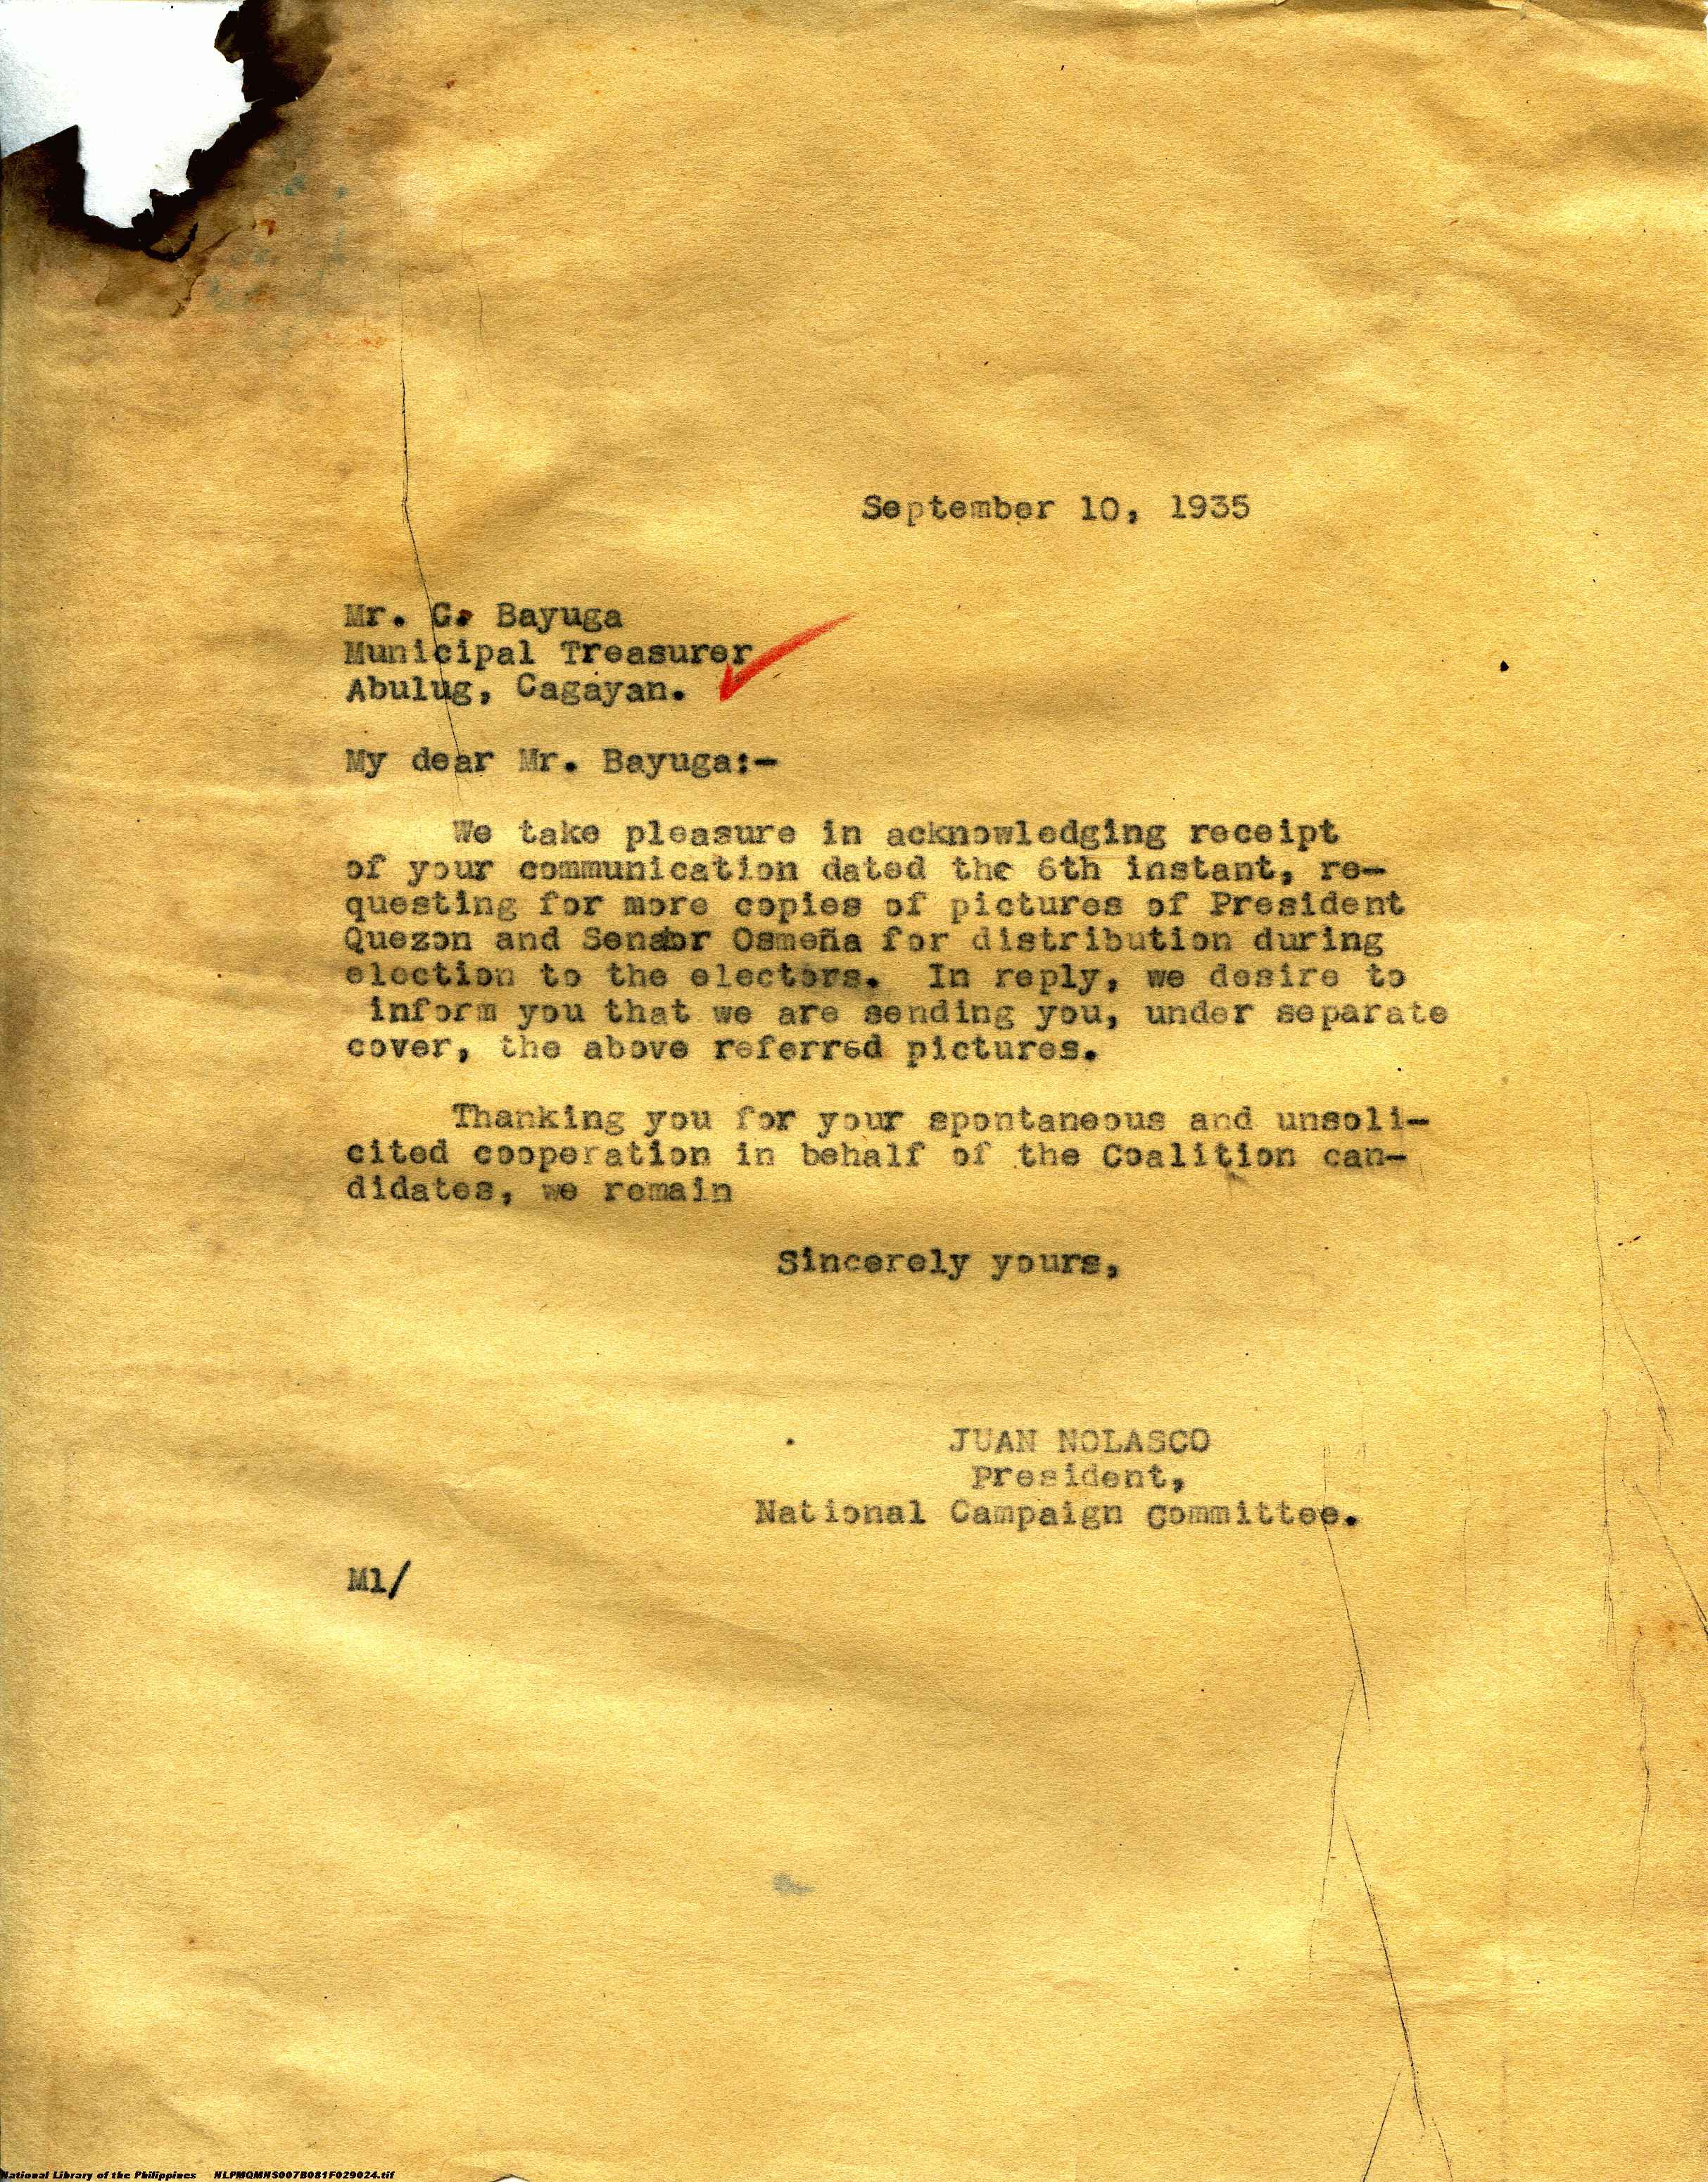 September 10, 1935
Mr. C. Bayuga
Municipal Treasurer
Abulug, Cagayan.
My dear Mr. Bayuga:-
We take pleasure in acknowledging receipt
of your communication dated the 6th instant, re-
questing for more copies of pictures of President
Quezon and Senator Osmeña for distribution during
election to the electors. In reply, we desire to
inform you that we are sending you, under separate
cover, the above referred pictures.
Thanking you for your spontaneous and unsoli-
cited cooperation in behalf of the Coalition can-
didates, we remain
Sincerely yours,
JUAN NOLASCO
President,
National Campaign Committee.
Ml/
National Library of the Philippines NLPMQMNS007B081F029024.tif